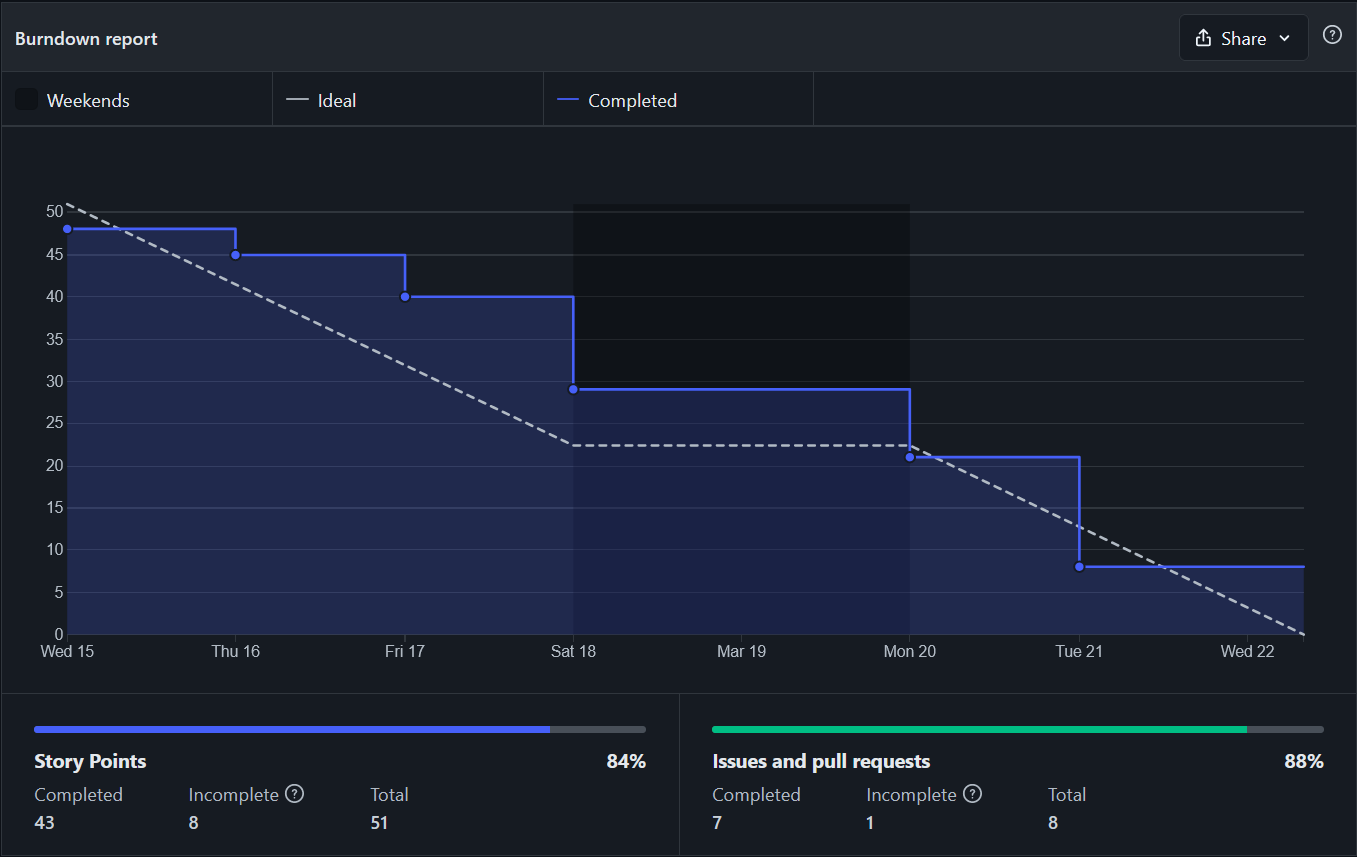 Burndown report
Share
Weekends
Ideal
Completed
50
45
40
35
30
25
20
15
10
5
0
Wed 15 Thu 16 Fri 17 Sat 18 Mar 19 Mon 20 Tue 21 Wed 22
Story Points 84%
Completed Incomplete ? Total
43 8 51
Issues and pull requests 88%
Completed Incomplete ? Total
7 1 8